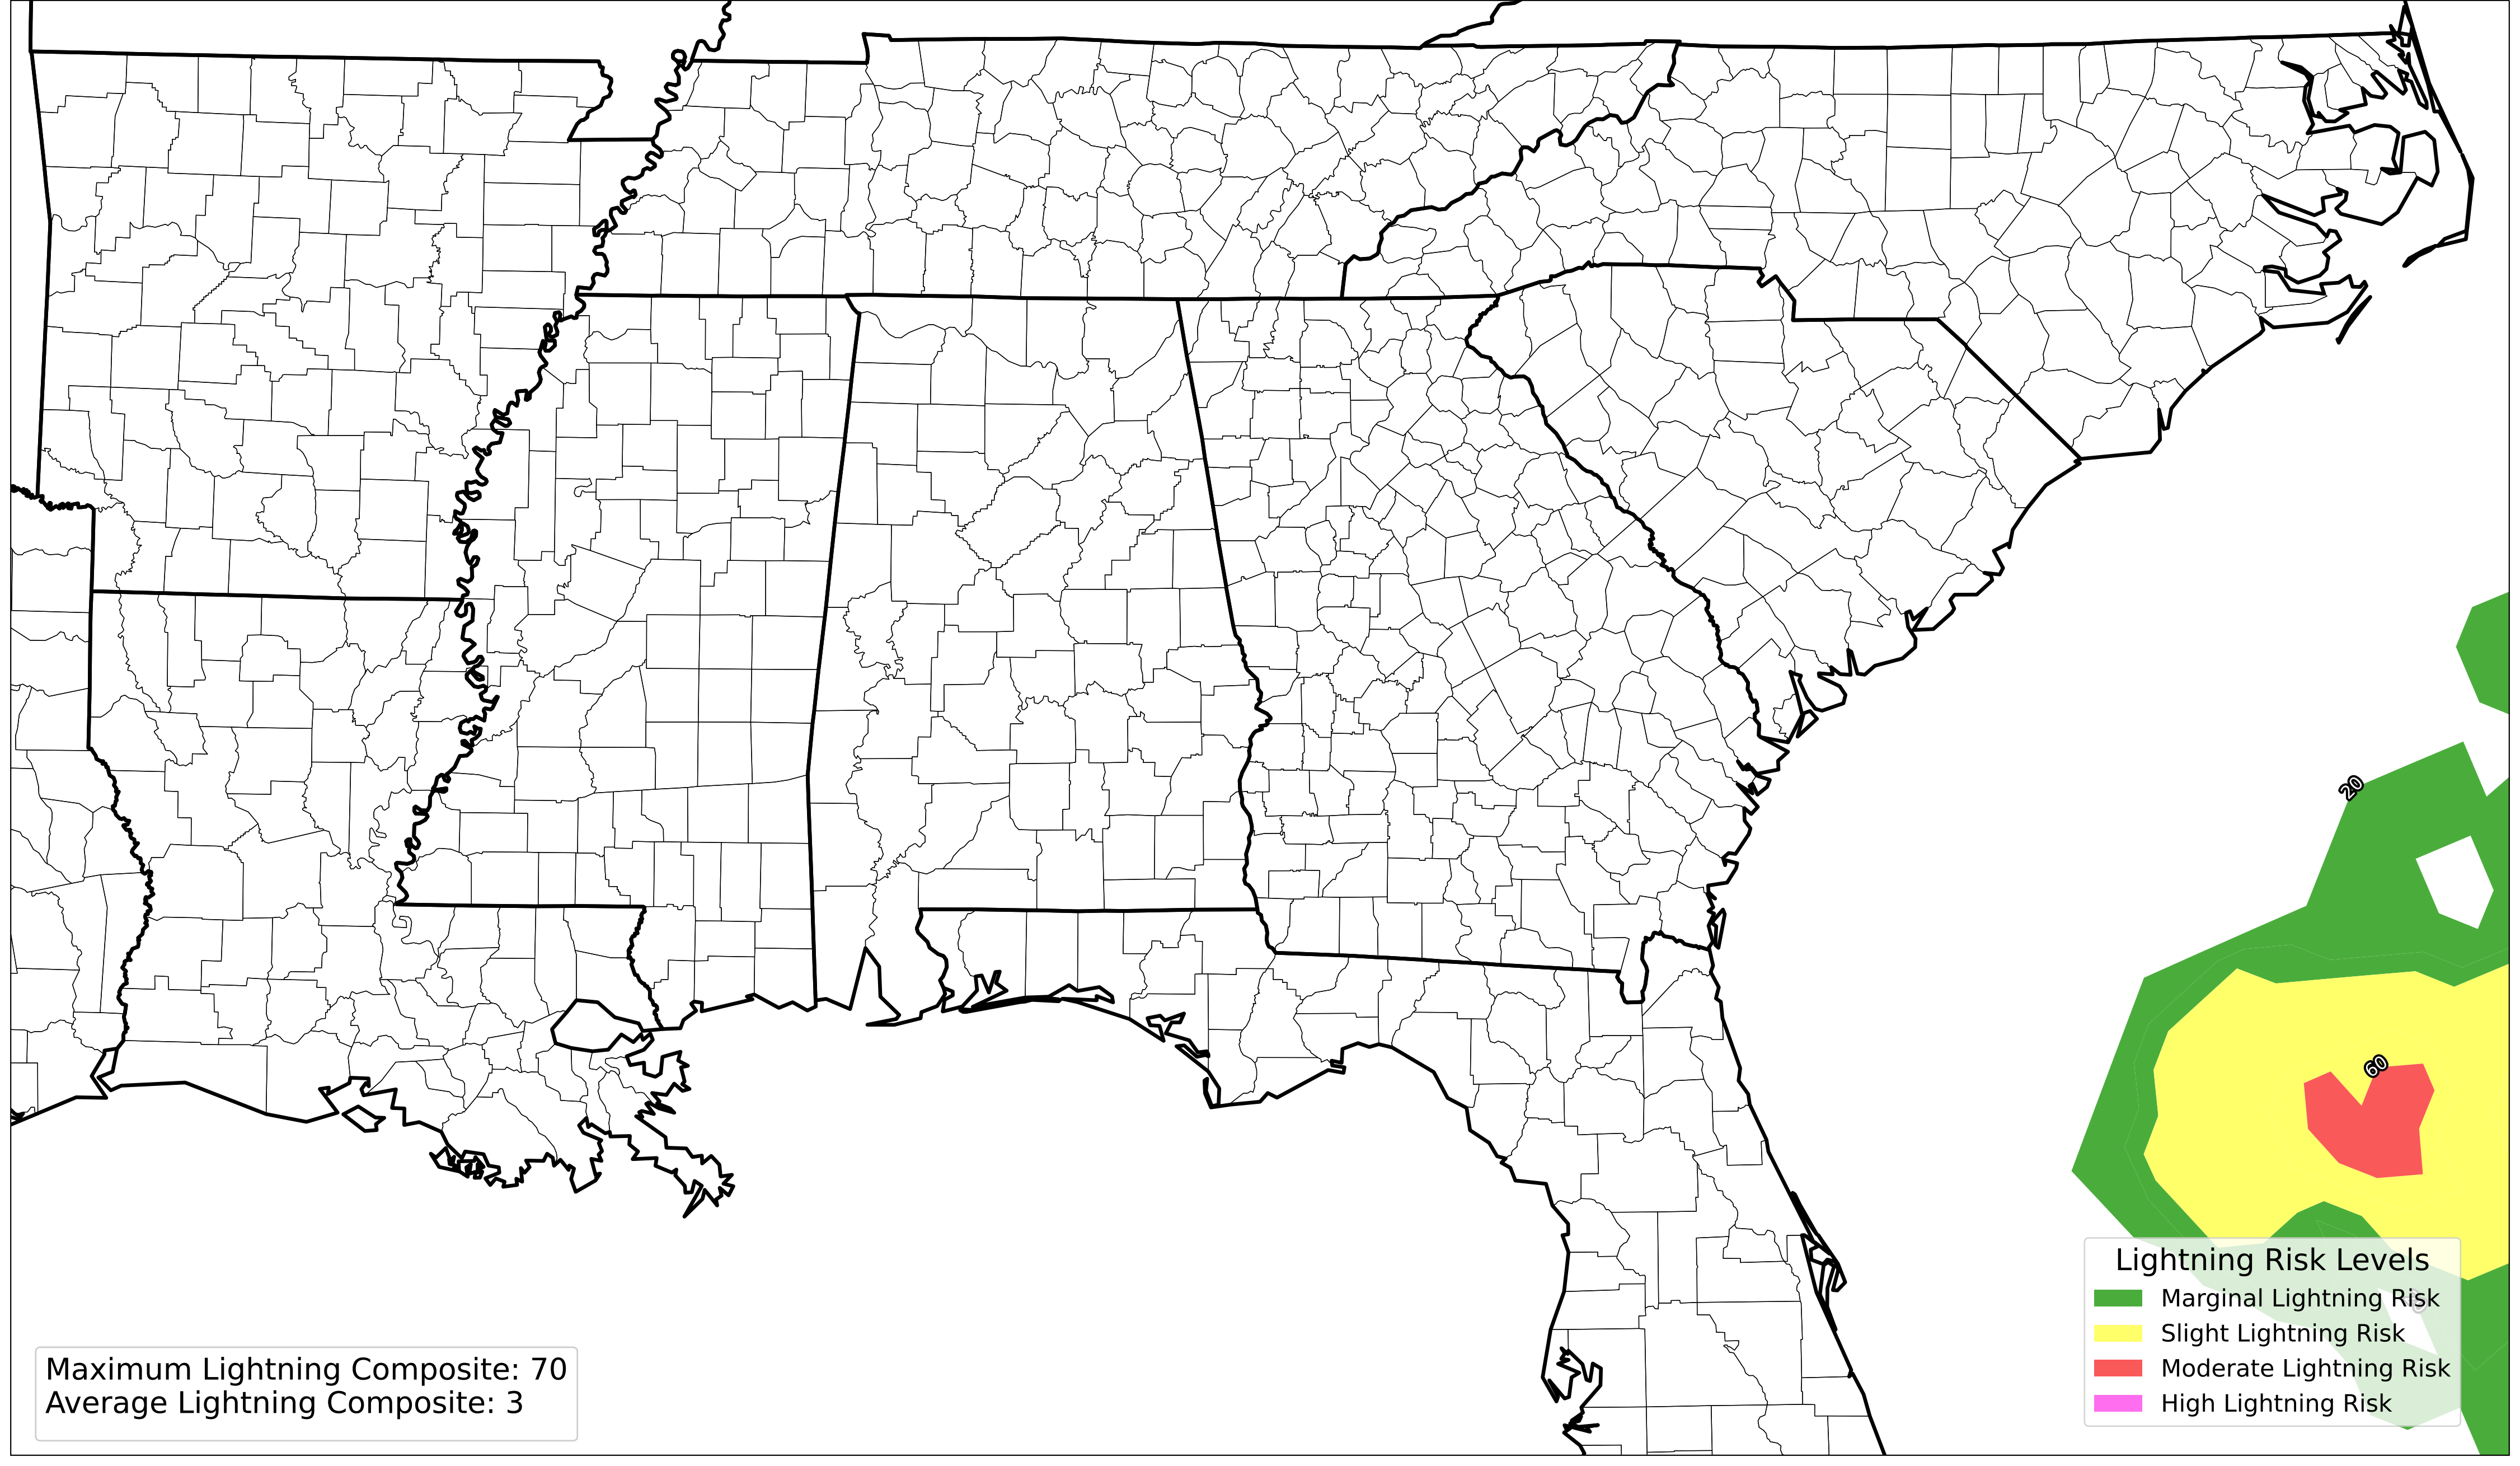 20
60
Lightning Risk Levels
Marginal Lightning Risk
Slight Lightning Risk
Moderate Lightning Risk
High Lightning Risk
Maximum Lightning Composite: 70
Average Lightning Composite: 3